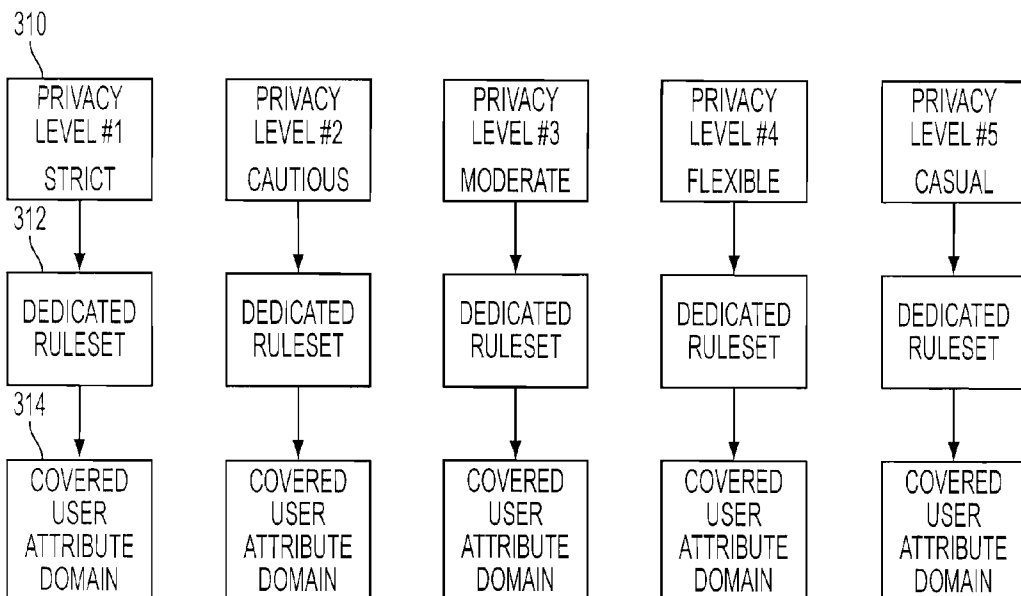 310
PRIVACY
LEVEL #1
STRICT
PRIVACY
LEVEL #2
CAUTIOUS
PRIVACY
LEVEL #3
MODERATE
PRIVACY
LEVEL #4
FLEXIBLE
PRIVACY
LEVEL #5
CASUAL
312
DEDICATED
RULESET
DEDICATED
RULESET
DEDICATED
RULESET
DEDICATED
RULESET
DEDICATED
RULESET
314
COVERED
USER
ATTRIBUTE
DOMAIN
COVERED
USER
ATTRIBUTE
DOMAIN
COVERED
USER
ATTRIBUTE
DOMAIN
COVERED
USER
ATTRIBUTE
DOMAIN
COVERED
USER
ATTRIBUTE
DOMAIN